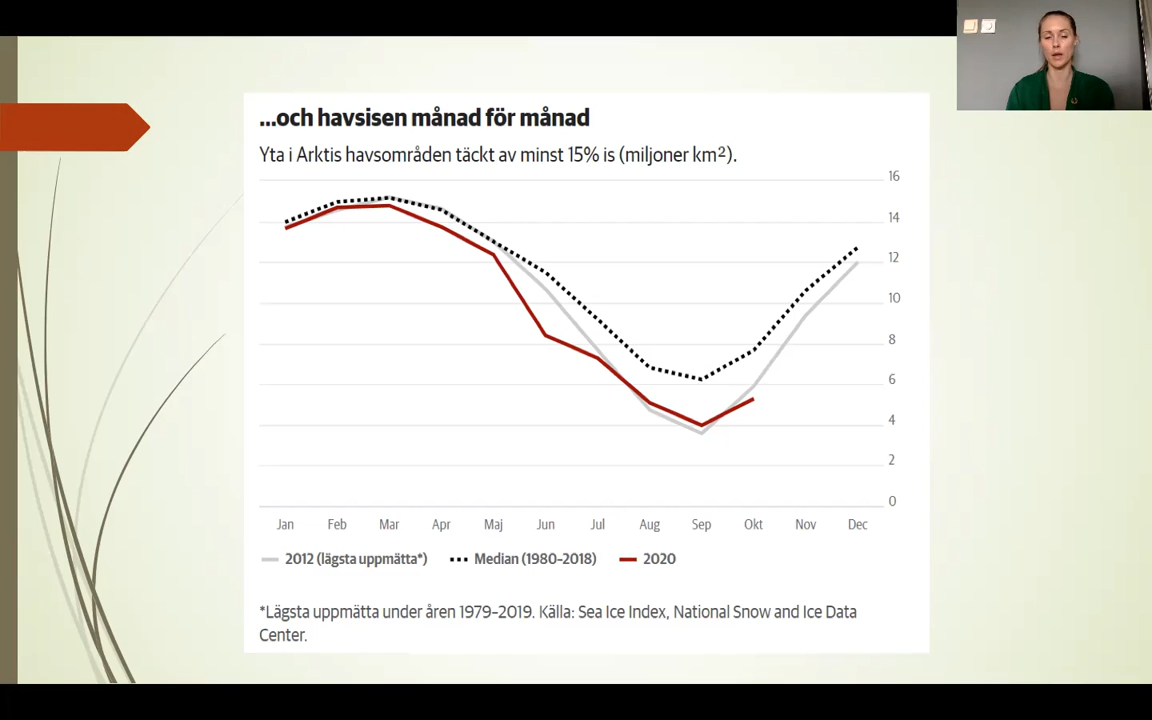 ...och havsisen månad för månad
Yta i Arktis havsområden täckt av minst 15% is (miljoner km²).
16
14
12
10
8
6
4
2
0
Jan Feb Mar Apr Maj Jun Jul Aug Sep Okt Nov Dec
2012 (lägsta uppmätta*) Median (1980–2018) 2020
*Lägsta uppmätta under åren 1979–2019. Källa: Sea Ice Index, National Snow and Ice Data
Center.